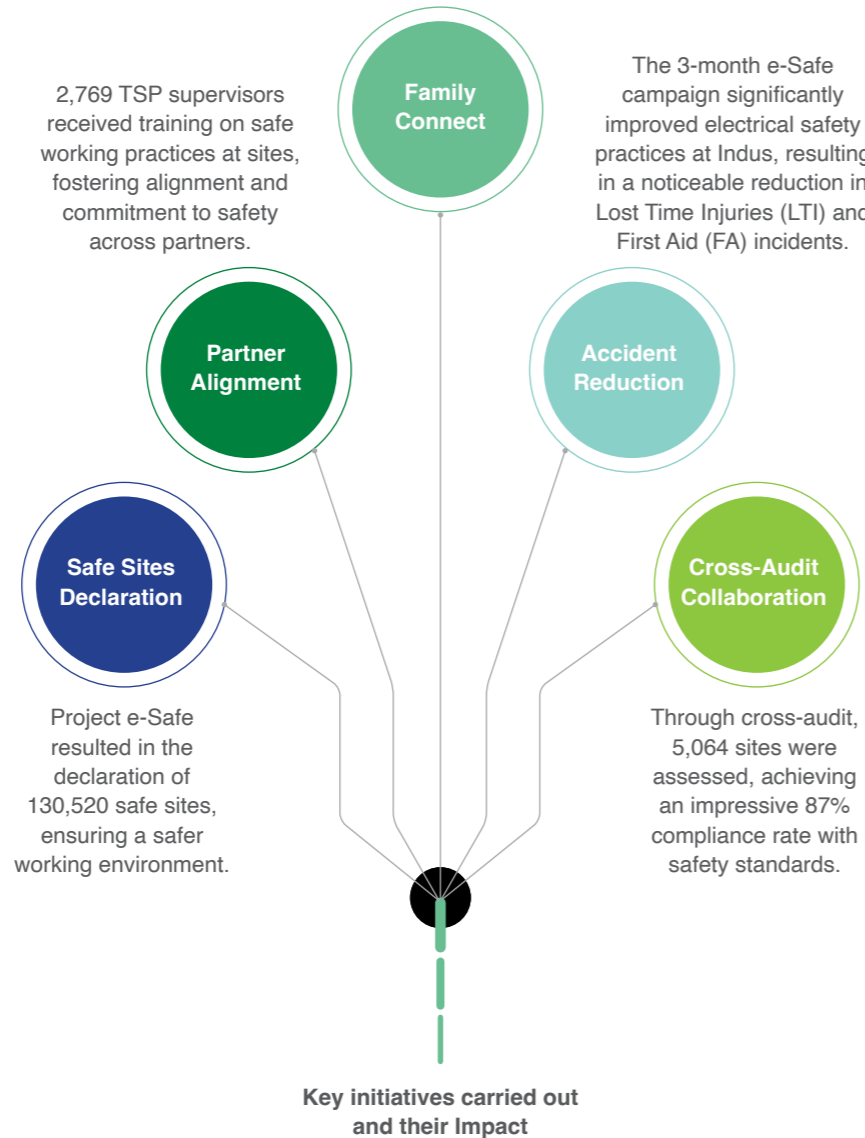 Family
Connect
2,769 TSP supervisors
received training on safe
working practices at sites,
fostering alignment and
commitment to safety
across partners.
Partner
Alignment
The 3-month e-Safe
campaign significantly
improved electrical safety
practices at Indus, resulting
in a noticeable reduction in
Lost Time Injuries (LTI) and
First Aid (FA) incidents.
Accident
Reduction
Safe Sites
Declaration
Project e-Safe
resulted in the
declaration of
130,520 safe sites,
ensuring a safer
working environment.
Cross-Audit
Collaboration
Through cross-audit,
5,064 sites were
assessed, achieving
an impressive 87%
compliance rate with
safety standards.
Key initiatives carried out
and their Impact